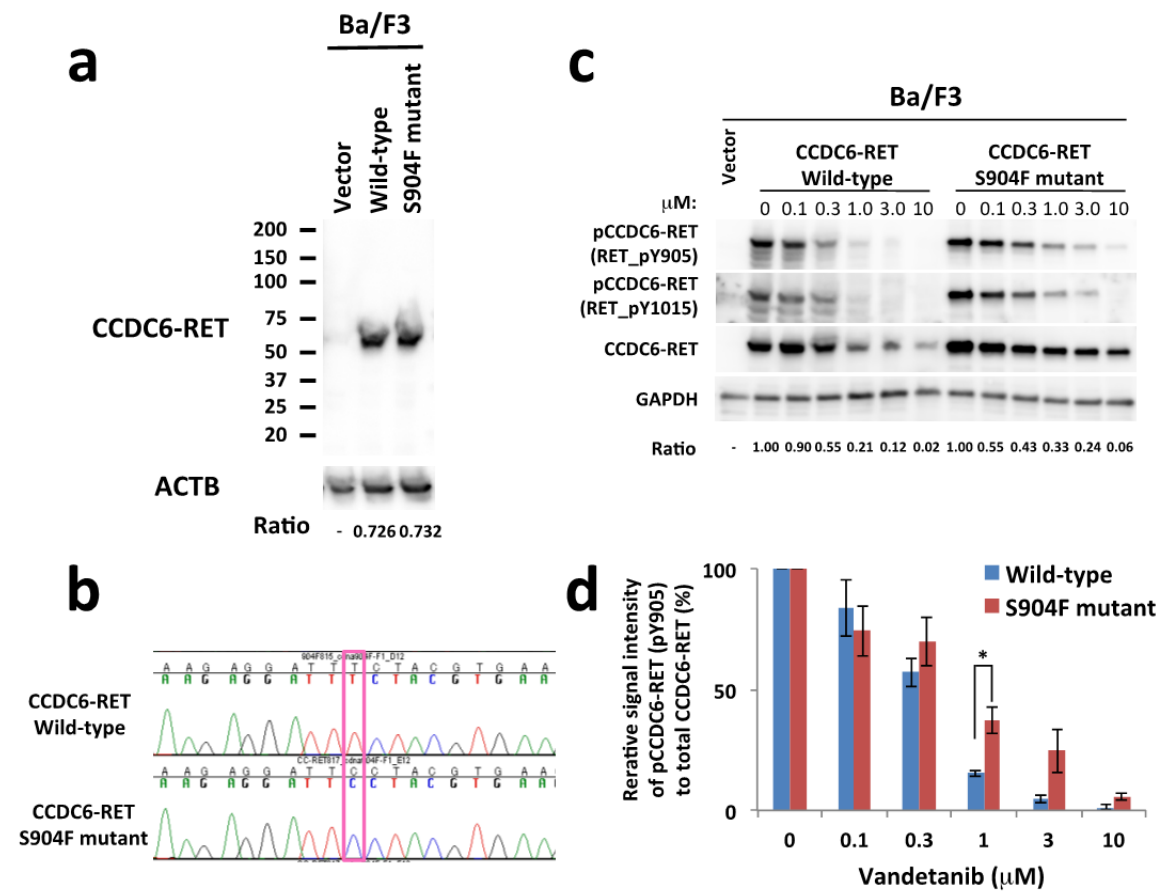 a
Ba/F3
Vector
Wild-type
S904F mutant
200
150
100
75
50
37
25
20
CCDC6-RET
ACTB
Ratio
- 0.726 0.732
b
904F815_cdna904F-F1_D12
A A G A G G A T T T C T A C G T G A A
A A G A G G A T T T C T A C G T G A A
CCDC6-RET
Wild-type
CC-RET817_cdna904F-F1_E12
A A G A G G A T T C C T A C G T G A A
A A G A G G A T T C C T A C G T G A A
CCDC6-RET
S904F mutant
c
Ba/F3
Vector
CCDC6-RET
Wild-type
CCDC6-RET
S904F mutant
μM: 0 0.1 0.3 1.0 3.0 10 0 0.1 0.3 1.0 3.0 10
pCCDC6-RET
(RET_pY905)
pCCDC6-RET
(RET_pY1015)
CCDC6-RET
GAPDH
Ratio - 1.00 0.90 0.55 0.21 0.12 0.02 1.00 0.55 0.43 0.33 0.24 0.06
d
Rerative signal intensity
of pCCDC6-RET (pY905)
to total CCDC6-RET (%)
100
50
0
Wild-type
S904F mutant
*
0 0.1 0.3 1 3 10
Vandetanib (μM)